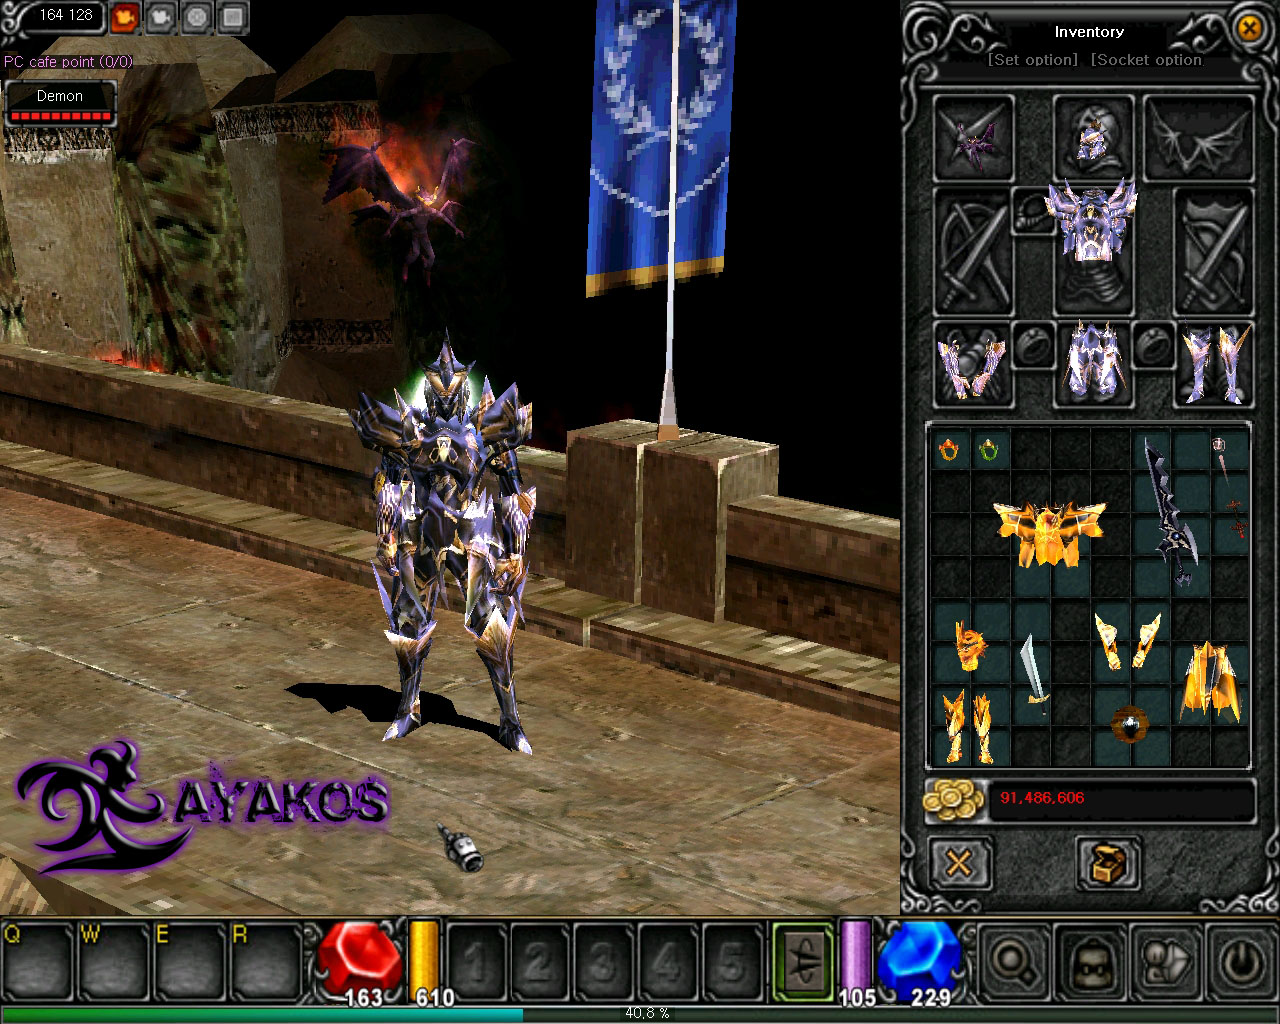 164 128
Inventory
[Set option] [Socket option
PC cafe point (0/0)
Demon
AYAKOS
91,486,606
Q W E R 1 2 3 4 5
163 610 105 229
40,8 %